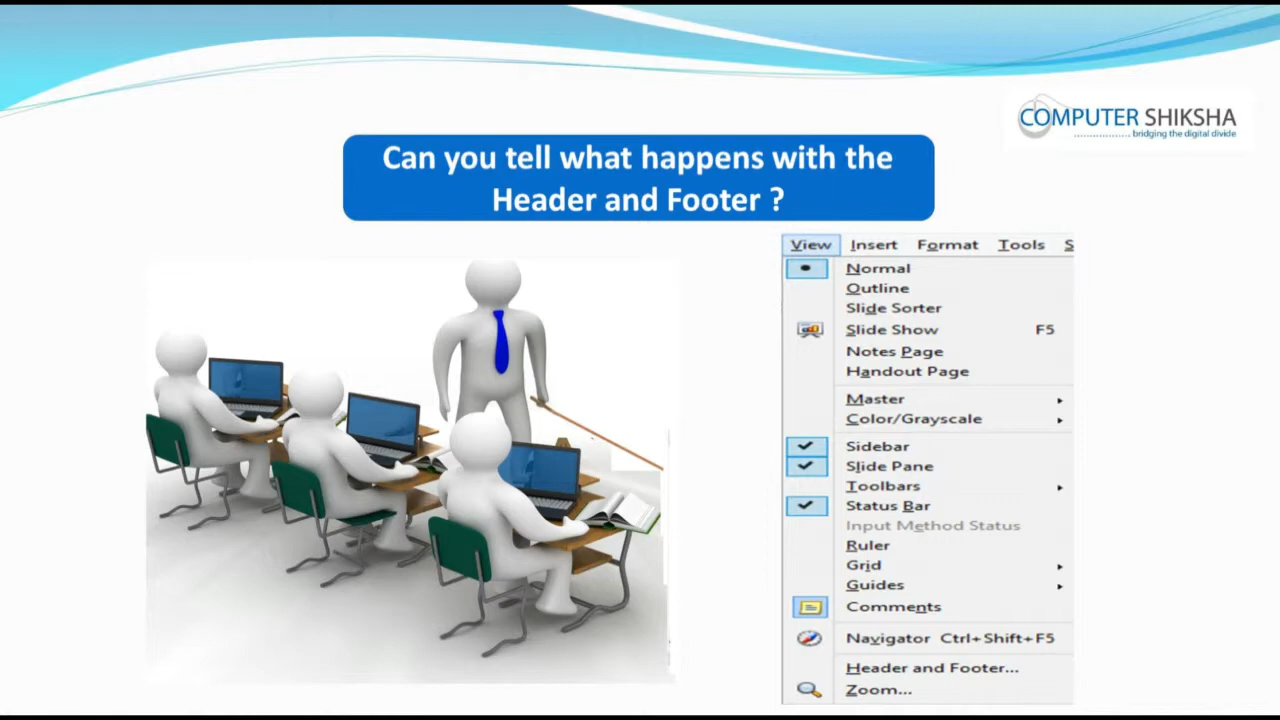 COMPUTER SHIKSHA
bridging the digital divide
Can you tell what happens with the
Header and Footer ?
View Insert Format Tools S
Normal
Outline
Slide Sorter
Slide Show F5
Notes Page
Handout Page
Master
Color/Grayscale
Sidebar
Slide Pane
Toolbars
Status Bar
Input Method Status
Ruler
Grid
Guides
Comments
Navigator Ctrl+Shift+F5
Header and Footer...
Zoom...